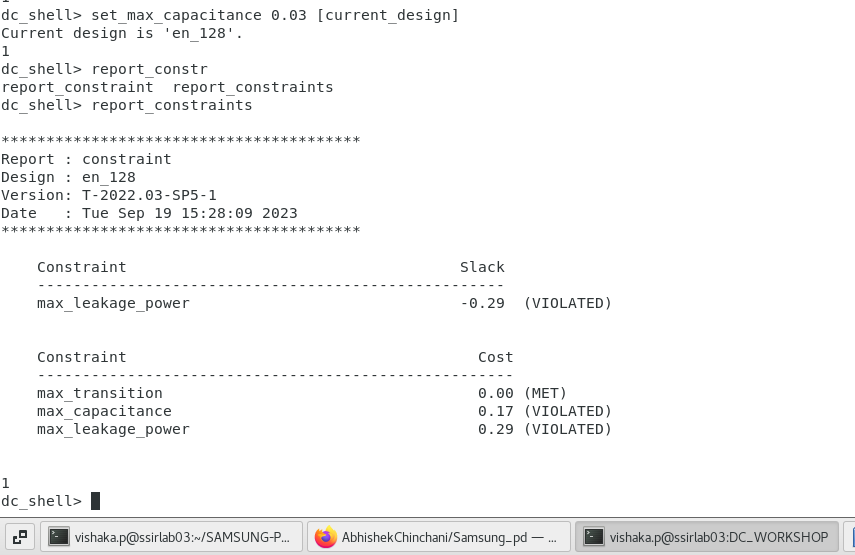 1
dc_shell> set_max_capacitance 0.03 [current_design]
Current design is 'en_128'.
1
dc_shell> report_constr
report_constraint  report_constraints
dc_shell> report_constraints

****************************************
Report : constraint
Design : en_128
Version: T-2022.03-SP5-1
Date   : Tue Sep 19 15:28:09 2023
****************************************

    Constraint                                     Slack
    ----------------------------------------------------
    max_leakage_power                              -0.29  (VIOLATED)

    Constraint                                       Cost
    -----------------------------------------------------
    max_transition                                   0.00 (MET)
    max_capacitance                                  0.17 (VIOLATED)
    max_leakage_power                                0.29 (VIOLATED)

1
dc_shell>
vishaka.p@ssirlab03:~/SAMSUNG-P...
AbhishekChinchani/Samsung_pd — ...
vishaka.p@ssirlab03:DC_WORKSHOP